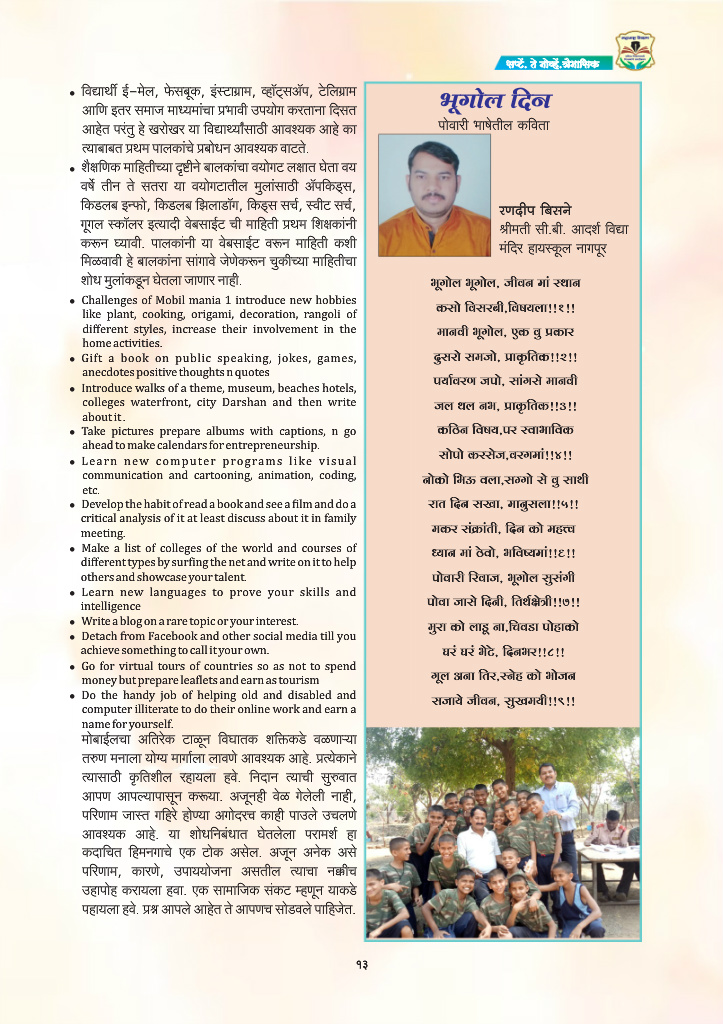 सप्टें. ते नोव्हें. त्रैमासिक
• विद्यार्थी ई-मेल, फेसबूक, इंस्टाग्राम, व्हॉट्सअ‍ॅप, टेलिग्राम
आणि इतर समाज माध्यमांचा प्रभावी उपयोग करताना दिसत
आहेत परंतु हे खरोखर या विद्यार्थ्यांसाठी आवश्यक आहे का
त्याबाबत प्रथम पालकांचे प्रबोधन आवश्यक वाटते.
• शैक्षणिक माहितीच्या दृष्टीने बालकांचा वयोगट लक्षात घेता वय
वर्षे तीन ते सतरा या वयोगटातील मुलांसाठी अ‍ॅपकिड्स,
किडलब इन्फो, किडलब झिलाडॉग, किड्स सर्च, स्वीट सर्च,
गूगल स्कॉलर इत्यादी वेबसाईट ची माहिती प्रथम शिक्षकांनी
करून घ्यावी. पालकांनी या वेबसाईट वरून माहिती कशी
मिळवावी हे बालकांना सांगावे जेणेकरून चुकीच्या माहितीचा
शोध मुलांकडून घेतला जाणार नाही.
• Challenges of Mobil mania 1 introduce new hobbies
like plant, cooking, origami, decoration, rangoli of
different styles, increase their involvement in the
home activities.
• Gift a book on public speaking, jokes, games,
anecdotes positive thoughts n quotes
• Introduce walks of a theme, museum, beaches hotels,
colleges waterfront, city Darshan and then write
about it.
• Take pictures prepare albums with captions, n go
ahead to make calendars for entrepreneurship.
• Learn new computer programs like visual
communication and cartooning, animation, coding,
etc.
• Develop the habit of read a book and see a film and do a
critical analysis of it at least discuss about it in family
meeting.
• Make a list of colleges of the world and courses of
different types by surfing the net and write on it to help
others and showcase your talent.
• Learn new languages to prove your skills and
intelligence
• Write a blog on a rare topic or your interest.
• Detach from Facebook and other social media till you
achieve something to call it your own.
• Go for virtual tours of countries so as not to spend
money but prepare leaflets and earn as tourism
• Do the handy job of helping old and disabled and
computer illiterate to do their online work and earn a
name for yourself.
मोबाईलचा अतिरेक टाळून विघातक शक्तिकडे वळणाऱ्या
तरुण मनाला योग्य मार्गाला लावणे आवश्यक आहे. प्रत्येकाने
त्यासाठी कृतिशील रहायला हवे. निदान त्याची सुरुवात
आपण आपल्यापासून करूया. अजूनही वेळ गेलेली नाही,
परिणाम जास्त गहिरे होण्या अगोदरच काही पाउले उचलणे
आवश्यक आहे. या शोधनिबंधात घेतलेला परामर्श हा
कदाचित हिमनगाचे एक टोक असेल. अजून अनेक असे
परिणाम, कारणे, उपाययोजना असतील त्याचा नक्कीच
उहापोह करायला हवा. एक सामाजिक संकट म्हणून याकडे
पहायला हवे. प्रश्न आपले आहेत ते आपणच सोडवले पाहिजेत.
भूगोल दिन
पोवारी भाषेतील कविता
रणदीप बिसने
श्रीमती सी.बी. आदर्श विद्या
मंदिर हायस्कूल नागपूर
भूगोल भूगोल, जीवन मां स्थान
कसो विसरबी,विषयला!!१!!
मानवी भूगोल, एक वु प्रकार
दुसरो समजो, प्राकृतिक!!२!!
पर्यावरण जपो, सांगसे मानवी
जल थल नभ, प्राकृतिक!!३!!
कठिन विषय,पर स्वाभाविक
सोपो करसेज,वरगमां!!४!!
नोको भिऊ वला,सग्गो से वु साथी
रात दिन सखा, मानुसला!!५!!
मकर संक्रांती, दिन को महत्त्व
ध्यान मां ठेवो, भविष्यमां!!६!!
पोवारी रिवाज, भूगोल सुसंगी
पोवा जासे दिनी, तिर्थक्षेत्री!!७!!
मुरा को लाडू ना,चिवडा पोहाको
घरं घरं भेटे, दिनभर!!८!!
गूल अना तिर,स्नेह को भोजन
सजाये जीवन, सुखमयी!!९!!
१३